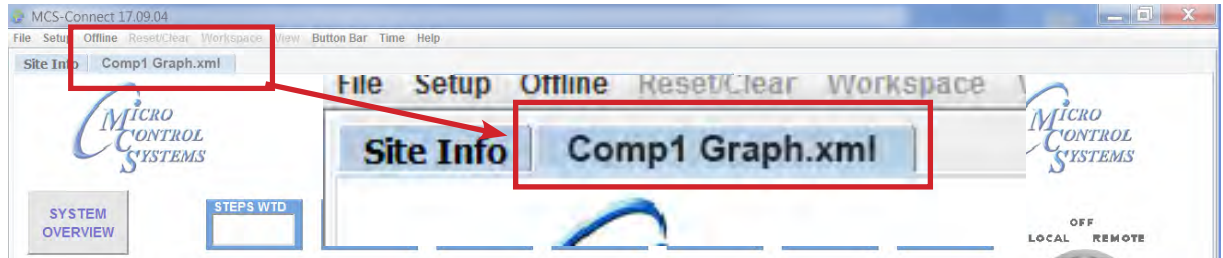 MCS-Connect 17.09.04
File Setup Offline Reset/Clear Workspace View Button Bar Time Help
Site Info Comp1 Graph.xml
File Setup Offline Reset/Clear Workspace
Site Info Comp1 Graph.xml
MICRO
CONTROL
SYSTEMS
MICRO
CONTROL
SYSTEMS
SYSTEM
OVERVIEW
STEPS WTD
OFF
LOCAL REMOTE